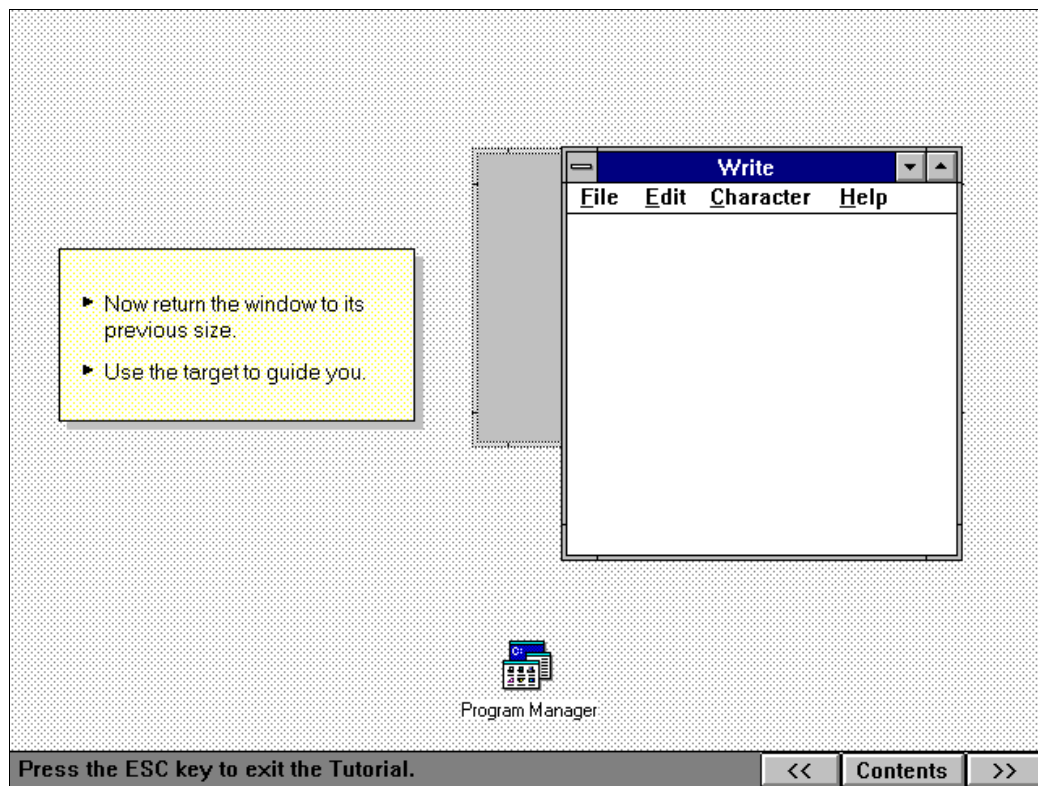 Write
File Edit Character Help
Now return the window to its
previous size.
Use the target to guide you.
C:
Program Manager
Press the ESC key to exit the Tutorial.
<< Contents >>